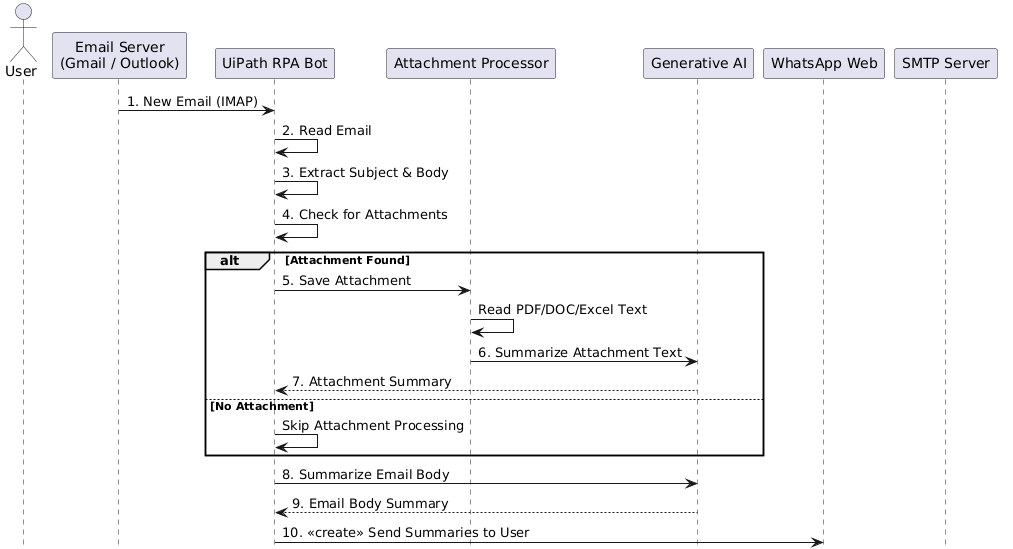 User
Email Server
(Gmail / Outlook)
UiPath RPA Bot
Attachment Processor
Generative AI
WhatsApp Web
SMTP Server
1. New Email (IMAP)
2. Read Email
3. Extract Subject & Body
4. Check for Attachments
alt
[Attachment Found]
5. Save Attachment
Read PDF/DOC/Excel Text
6. Summarize Attachment Text
7. Attachment Summary
[No Attachment]
Skip Attachment Processing
8. Summarize Email Body
9. Email Body Summary
10. «create» Send Summaries to User